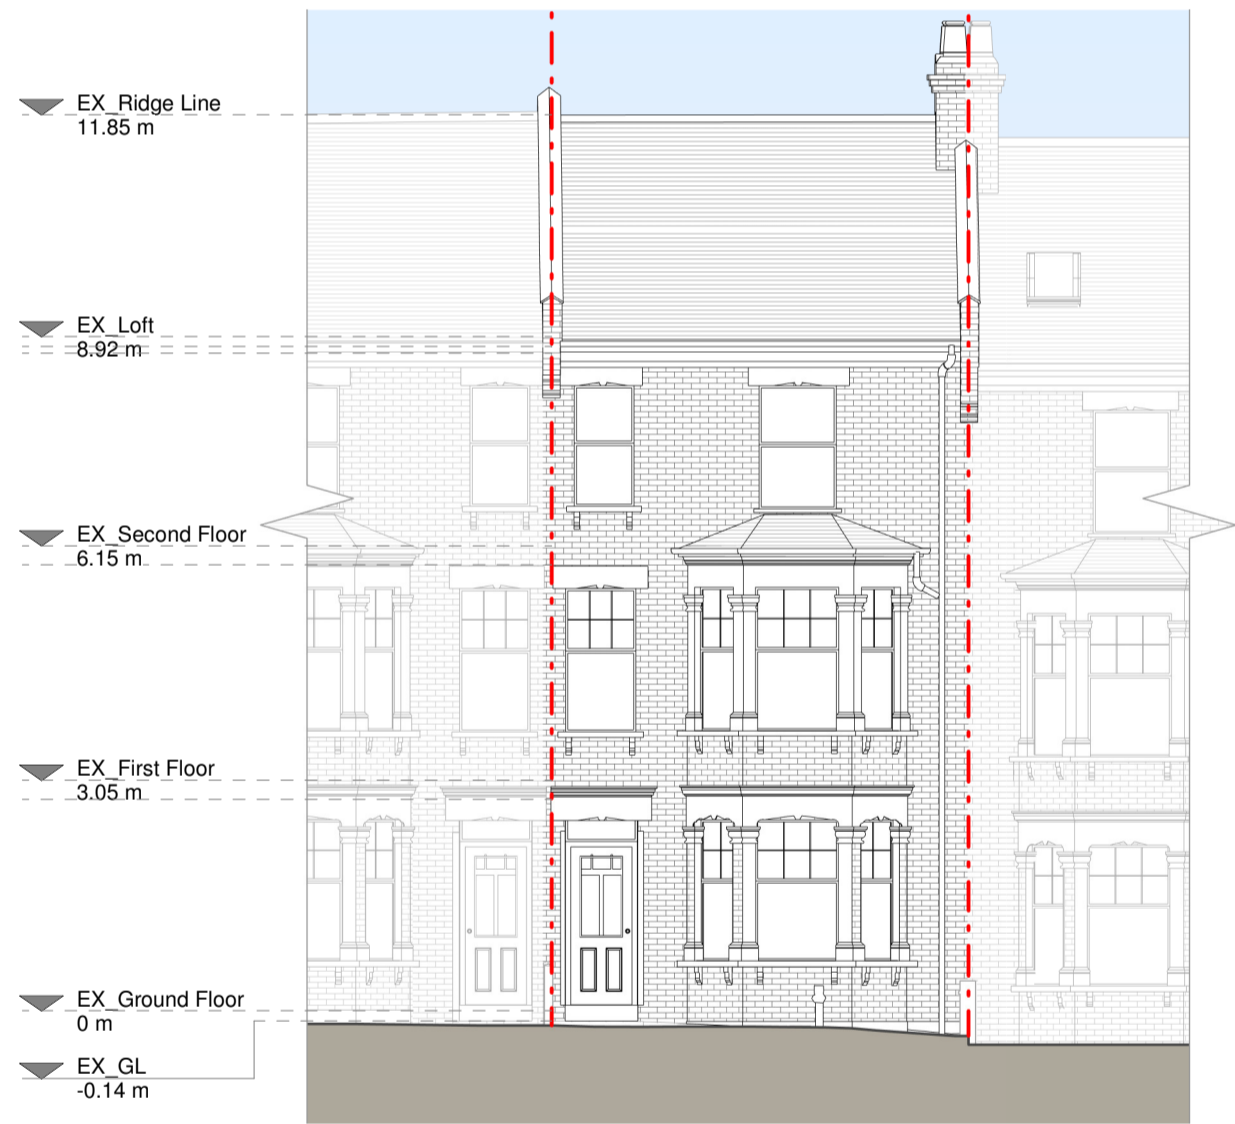 EX_Ridge Line
11.85 m
EX_Loft
8.92 m
EX_Second Floor
6.15 m
EX_First Floor
3.05 m
EX_Ground Floor
0 m
EX_GL
-0.14 m